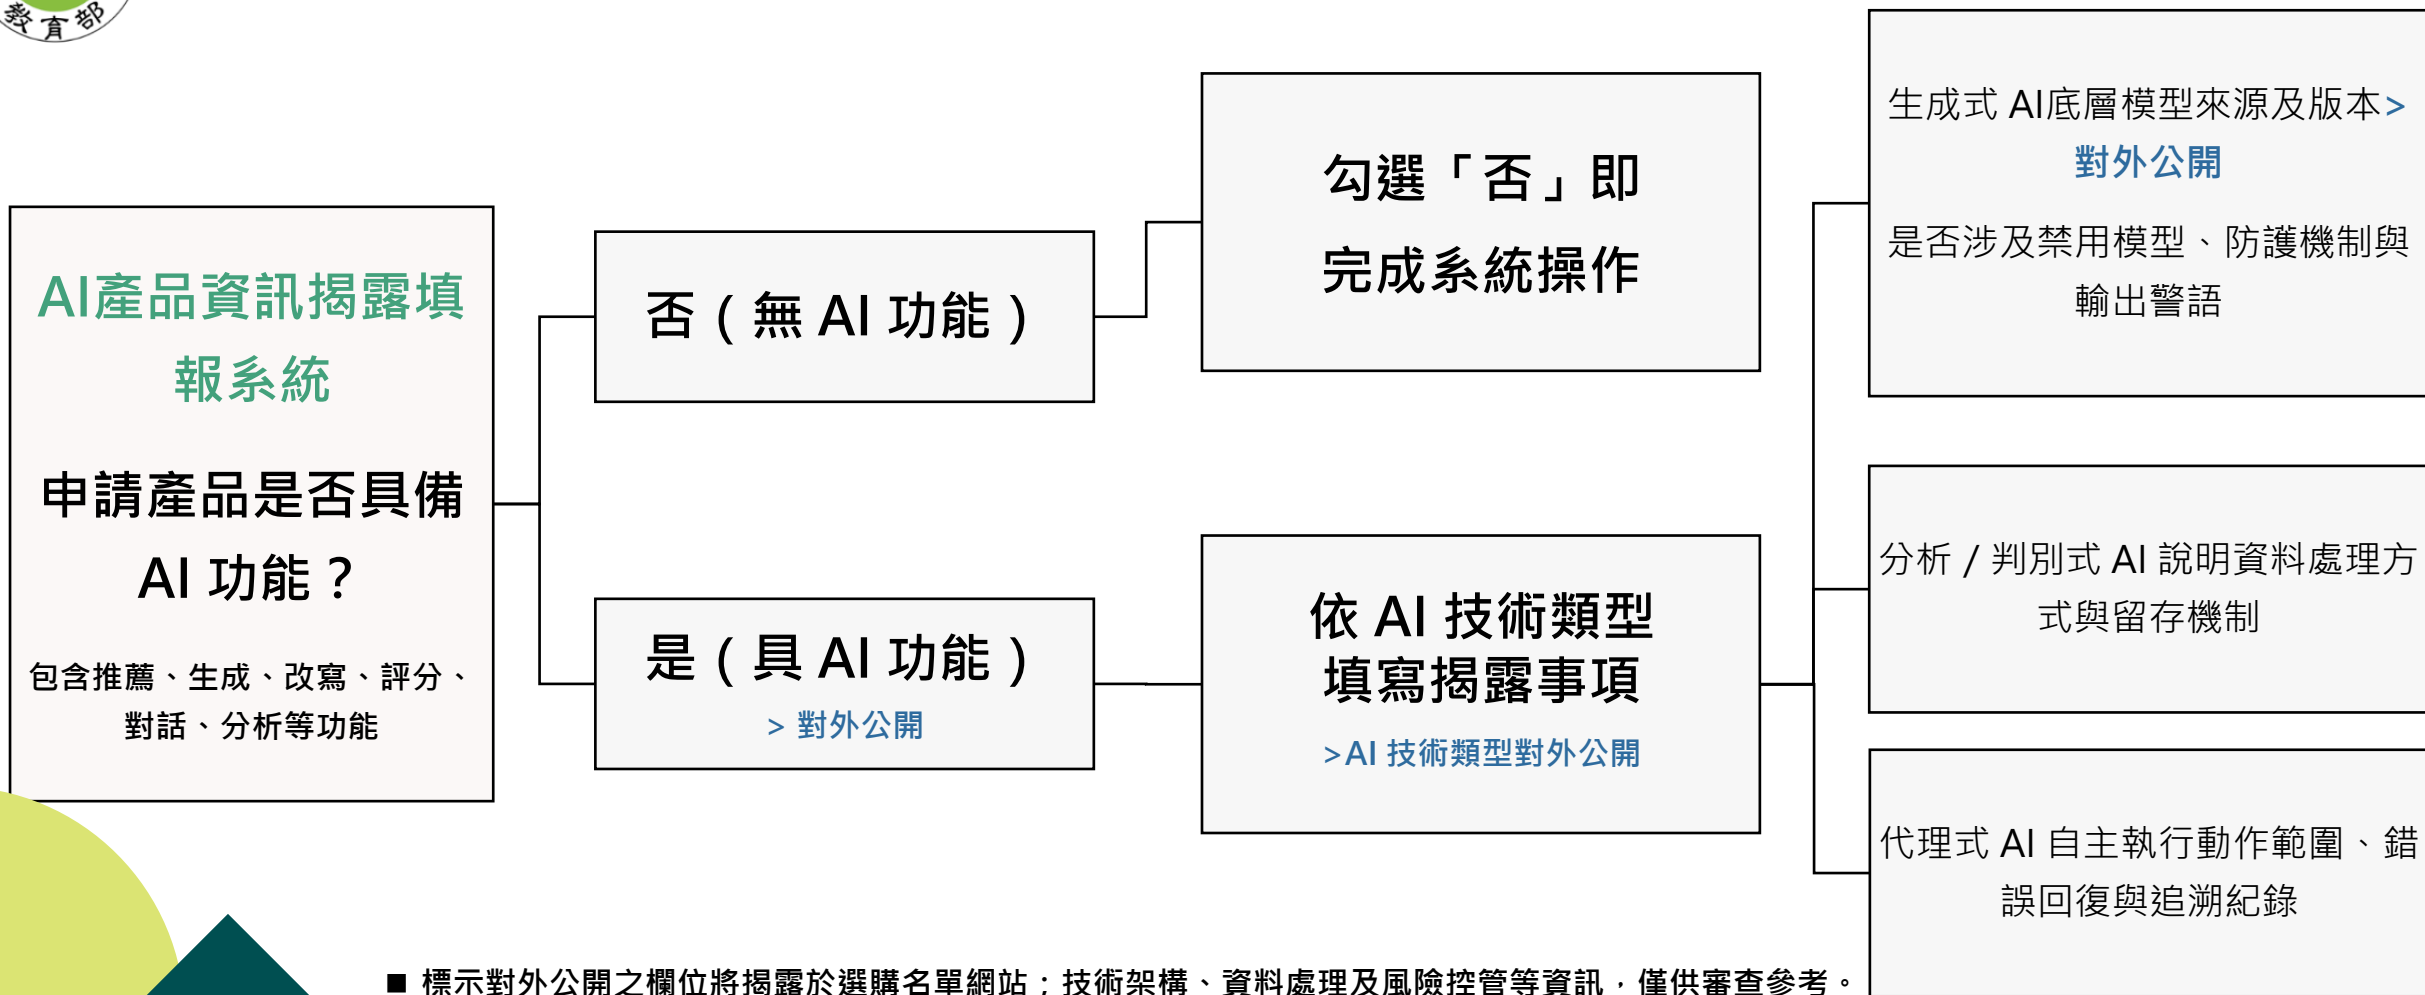 教育部
AI產品資訊揭露填
報系統
申請產品是否具備
AI 功能？
包含推薦、生成、改寫、評分、
對話、分析等功能
否（無 AI 功能）
勾選「否」即
完成系統操作
是（具 AI 功能）
> 對外公開
依 AI 技術類型
填寫揭露事項
>AI 技術類型對外公開
生成式 AI底層模型來源及版本>
對外公開
是否涉及禁用模型、防護機制與
輸出警語
分析 / 判別式 AI 說明資料處理方
式與留存機制
代理式 AI 自主執行動作範圍、錯
誤回復與追溯紀錄
■ 標示對外公開之欄位將揭露於選購名單網站；技術架構、資料處理及風險控管等資訊，僅供審查參考。